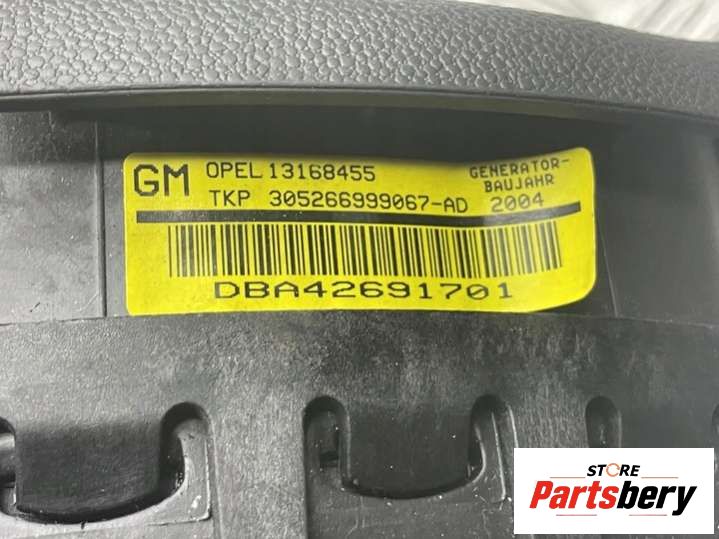 GM OPEL 13168455 GENERATOR-
BAUJAHR
TKP 305266999067-AD 2004
DBA42691701
STORE
Partsbery